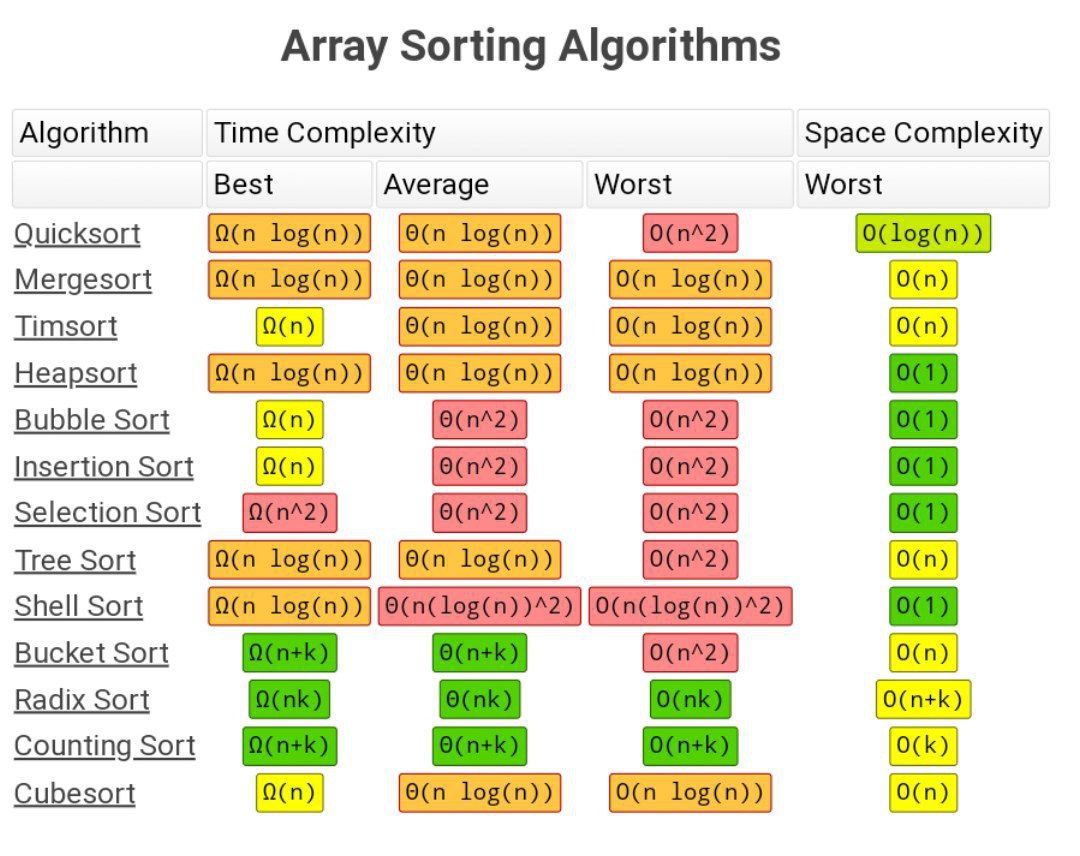 Array Sorting Algorithms
Algorithm Time Complexity Space Complexity
Best Average Worst Worst
Quicksort Ω(n log(n)) Θ(n log(n)) O(n^2) O(log(n))
Mergesort Ω(n log(n)) Θ(n log(n)) O(n log(n)) O(n)
Timsort Ω(n) Θ(n log(n)) O(n log(n)) O(n)
Heapsort Ω(n log(n)) Θ(n log(n)) O(n log(n)) O(1)
Bubble Sort Ω(n) Θ(n^2) O(n^2) O(1)
Insertion Sort Ω(n) Θ(n^2) O(n^2) O(1)
Selection Sort Ω(n^2) Θ(n^2) O(n^2) O(1)
Tree Sort Ω(n log(n)) Θ(n log(n)) O(n^2) O(n)
Shell Sort Ω(n log(n)) Θ(n(log(n))^2) O(n(log(n))^2) O(1)
Bucket Sort Ω(n+k) Θ(n+k) O(n^2) O(n)
Radix Sort Ω(nk) Θ(nk) O(nk) O(n+k)
Counting Sort Ω(n+k) Θ(n+k) O(n+k) O(k)
Cubesort Ω(n) Θ(n log(n)) O(n log(n)) O(n)